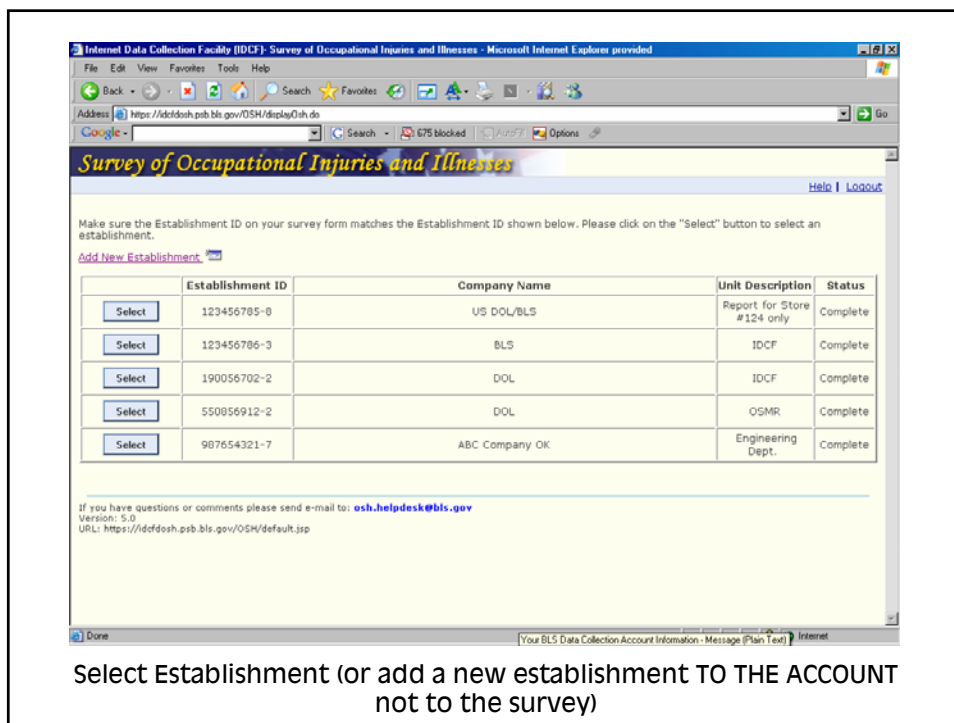 Internet Data Collection Facility (IDCF)- Survey of Occupational Injuries and Illnesses - Microsoft Internet Explorer provided
File Edit View Favorites Tools Help
Back Search Favorites
Address https://idcfdosh.psb.bls.gov/OSH/displayOsh.do Go
Google Search 675 blocked AutoFill Options
Survey of Occupational Injuries and Illnesses
Help | Logout
Make sure the Establishment ID on your survey form matches the Establishment ID shown below. Please click on the "Select" button to select an
establishment.
Add New Establishment
Establishment ID Company Name Unit Description Status
Select 123456785-8 US DOL/BLS Report for Store #124 only Complete
Select 123456786-3 BLS IDCF Complete
Select 190056702-2 DOL IDCF Complete
Select 550856912-2 DOL OSMR Complete
Select 987654321-7 ABC Company OK Engineering Dept. Complete
If you have questions or comments please send e-mail to: osh.helpdesk@bls.gov
Version: 5.0
URL: https://idcfdosh.psb.bls.gov/OSH/default.jsp
Done Your BLS Data Collection Account Information - Message (Plain Text) Internet
Select Establishment (or add a new establishment TO THE ACCOUNT
not to the survey)